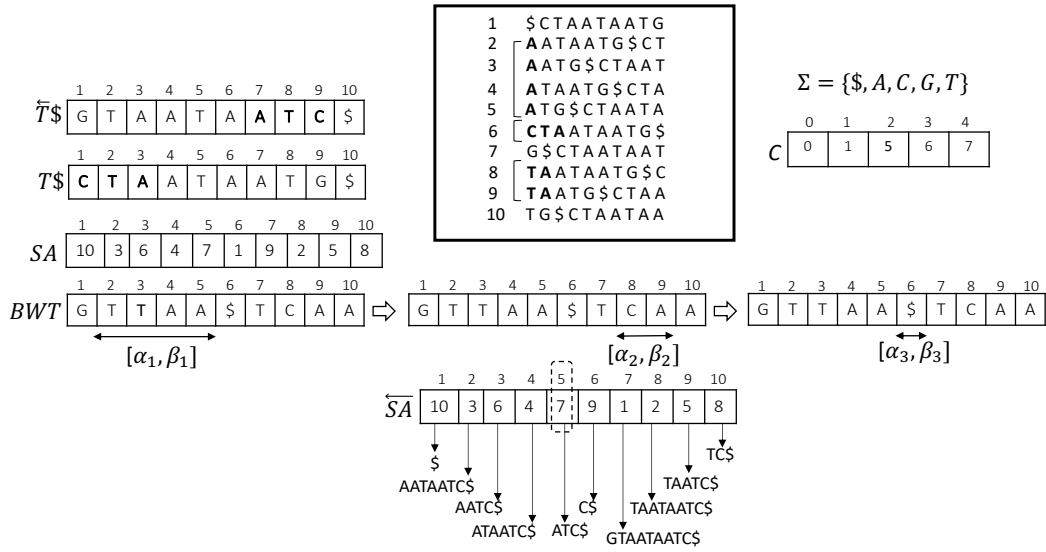 1 $CTAATAATG
2 AATAATG$CT
3 AATG$CTAAT
4 ATAATG$CTA
5 ATG$CTAATA
6 CTAATAATG$
7 G$CTAATAAT
8 TAATAATG$C
9 TAATG$CTAA
10 TG$CTAATAA
Σ = {$, A, C, G, T}
0 1 2 3 4
C 0 1 5 6 7
1 2 3 4 5 6 7 8 9 10
T⃖$ G T A A T A A T C $
1 2 3 4 5 6 7 8 9 10
T$ C T A A T A A T G $
1 2 3 4 5 6 7 8 9 10
SA 10 3 6 4 7 1 9 2 5 8
1 2 3 4 5 6 7 8 9 10
BWT G T T A A $ T C A A
[α₁, β₁]
1 2 3 4 5 6 7 8 9 10
G T T A A $ T C A A
[α₂, β₂]
1 2 3 4 5 6 7 8 9 10
G T T A A $ T C A A
[α₃, β₃]
1 2 3 4 5 6 7 8 9 10
S⃖A⃖ 10 3 6 4 7 9 1 2 5 8
$
AATAATC$
AATC$
ATAATC$
ATC$
C$
GTAATAATC$
TAATAATC$
TAATC$
TC$